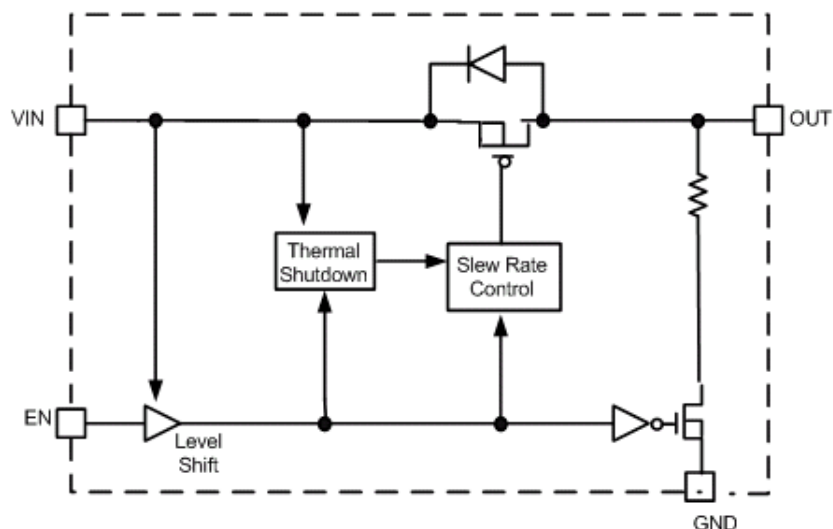 VIN
OUT
Thermal
Shutdown
Slew Rate
Control
EN
Level
Shift
GND